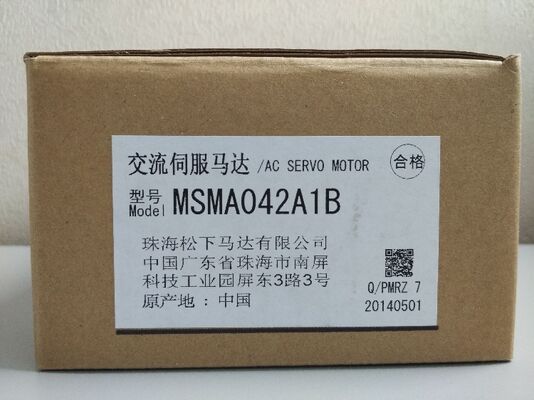 交流伺服马达 /AC SERVO MOTOR 合格
型号
Model MSMA042A1B
珠海松下马达有限公司
中国广东省珠海市南屏
科技工业园屏东3路3号
原产地：中国
Q/PMRZ 7
20140501